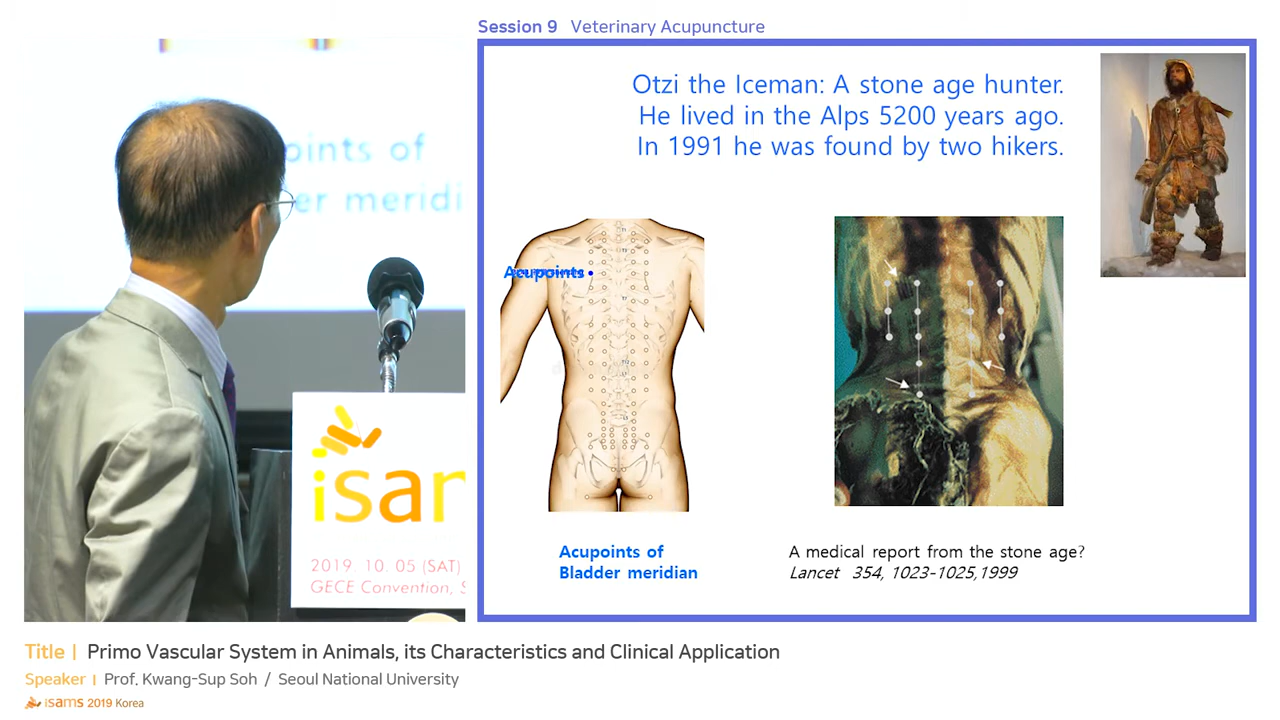 Session 9 Veterinary Acupuncture
oints of
er meridi
isam
2019. 10. 05 (SAT)
GECE Convention, S
Otzi the Iceman: A stone age hunter.
He lived in the Alps 5200 years ago.
In 1991 he was found by two hikers.
Acupoints
Acupoints of
Bladder meridian
A medical report from the stone age?
Lancet 354, 1023-1025,1999
Title | Primo Vascular System in Animals, its Characteristics and Clinical Application
Speaker | Prof. Kwang-Sup Soh / Seoul National University
isams 2019 Korea